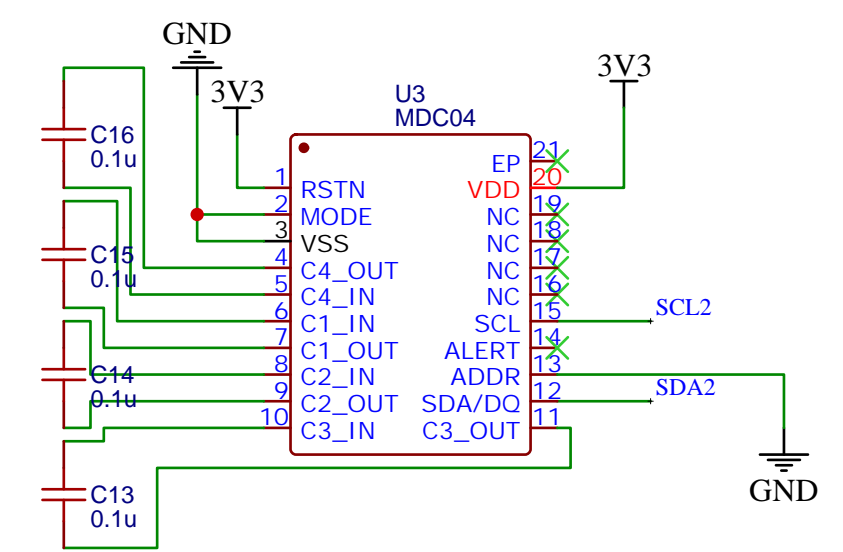 GND
3V3
3V3
U3
MDC04
C16
0.1u
C15
0.1u
C14
0.1u
C13
0.1u
1 RSTN
2 MODE
3 VSS
4 C4_OUT
5 C4_IN
6 C1_IN
7 C1_OUT
8 C2_IN
9 C2_OUT
10 C3_IN
EP 21
VDD 20
NC 19
NC 18
NC 17
NC 16
SCL 15
ALERT 14
ADDR 13
SDA/DQ 12
C3_OUT 11
SCL2
SDA2
GND